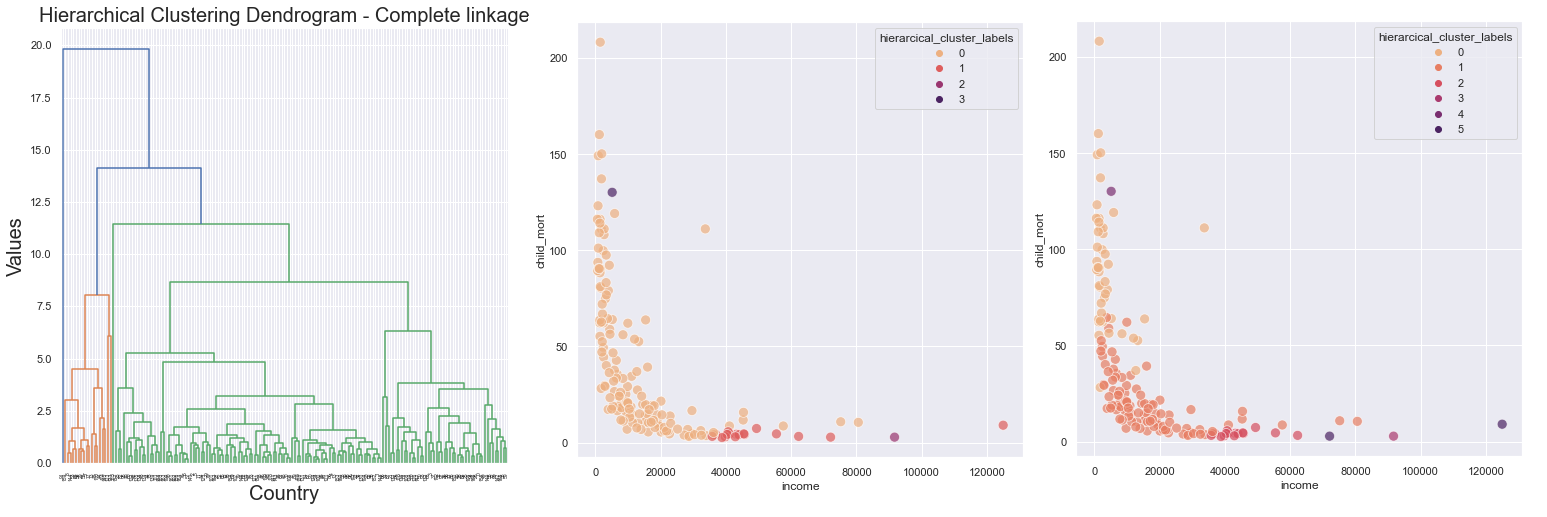 Hierarchical Clustering Dendrogram - Complete linkage
20.0
17.5
15.0
12.5
10.0
7.5
5.0
2.5
0.0
Values
Country
hierarcical_cluster_labels
0
1
2
3
200
150
100
50
0
child_mort
0 20000 40000 60000 80000 100000 120000
income
hierarcical_cluster_labels
0
1
2
3
4
5
200
150
100
50
0
child_mort
0 20000 40000 60000 80000 100000 120000
income